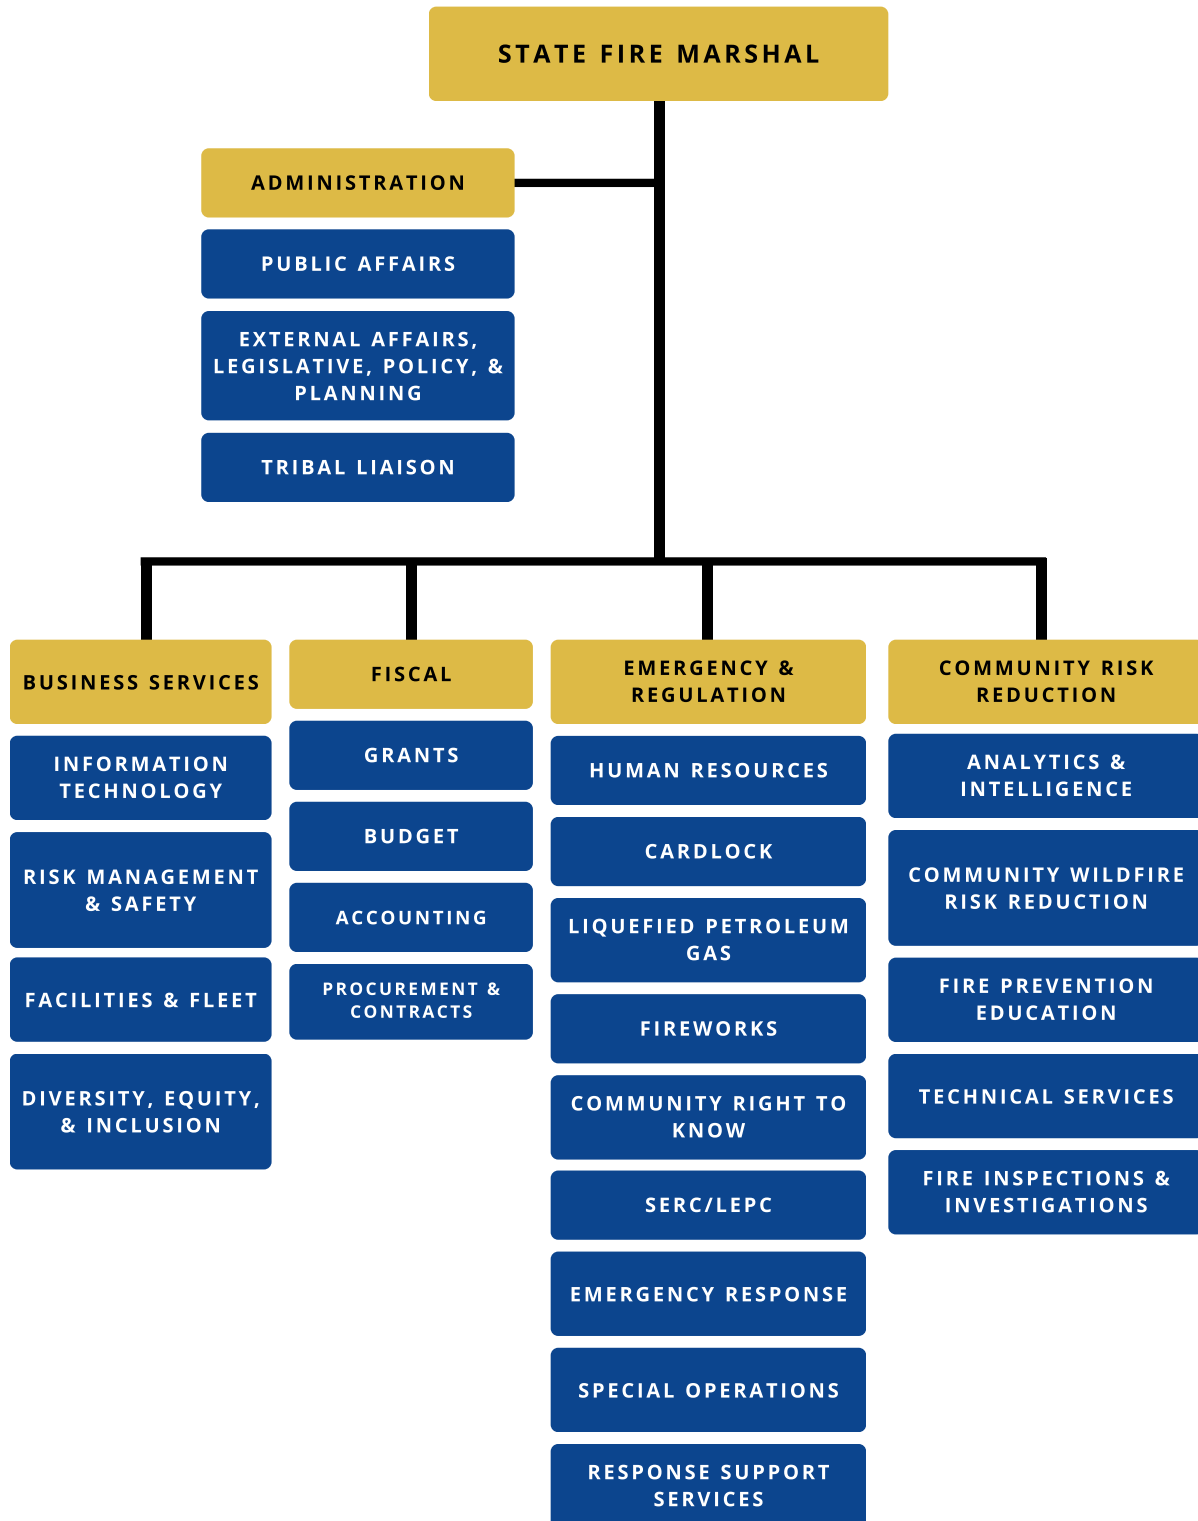 STATE FIRE MARSHAL
ADMINISTRATION
PUBLIC AFFAIRS
EXTERNAL AFFAIRS,
LEGISLATIVE, POLICY, &
PLANNING
TRIBAL LIAISON
BUSINESS SERVICES
INFORMATION
TECHNOLOGY
RISK MANAGEMENT
& SAFETY
FACILITIES & FLEET
DIVERSITY, EQUITY,
& INCLUSION
FISCAL
GRANTS
BUDGET
ACCOUNTING
PROCUREMENT &
CONTRACTS
EMERGENCY &
REGULATION
HUMAN RESOURCES
CARDLOCK
LIQUEFIED PETROLEUM
GAS
FIREWORKS
COMMUNITY RIGHT TO
KNOW
SERC/LEPC
EMERGENCY RESPONSE
SPECIAL OPERATIONS
RESPONSE SUPPORT
SERVICES
COMMUNITY RISK
REDUCTION
ANALYTICS &
INTELLIGENCE
COMMUNITY WILDFIRE
RISK REDUCTION
FIRE PREVENTION
EDUCATION
TECHNICAL SERVICES
FIRE INSPECTIONS &
INVESTIGATIONS